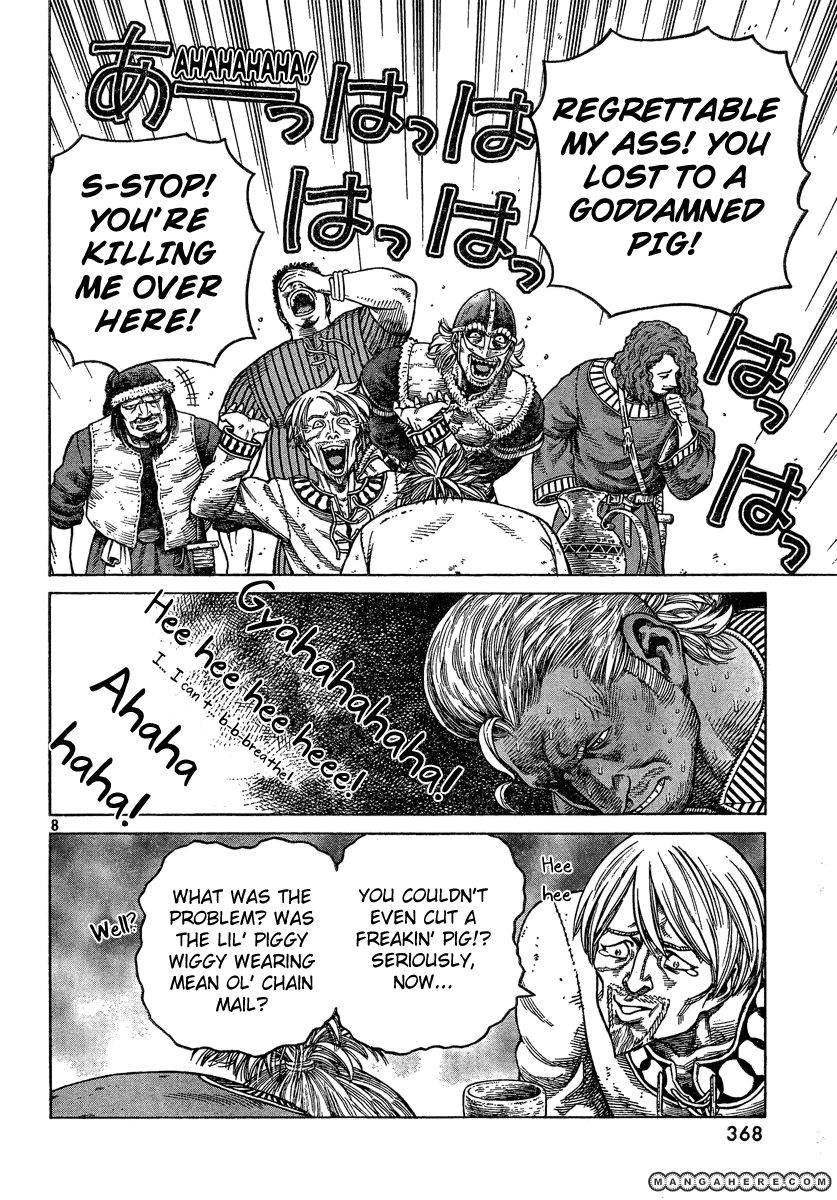 REGRETTABLE
MY ASS! YOU
LOST TO A
GODDAMNED
PIG!
あーっはっは
AHAHAHAHA!
はっはっ
はっはっ
S-STOP!
YOU'RE
KILLING
ME OVER
HERE!
Gyahahahahaha!
Hee hee hee hee heee!
I... I can't... b-b-breathe!
Ahaha
haha!
8
Hee
hee
YOU COULDN'T
EVEN CUT A
FREAKIN' PIG!?
SERIOUSLY,
NOW...
WHAT WAS THE
PROBLEM? WAS
THE LIL' PIGGY
WIGGY WEARING
MEAN OL' CHAIN
MAIL?
Well?
368
MANGAHERE.COM